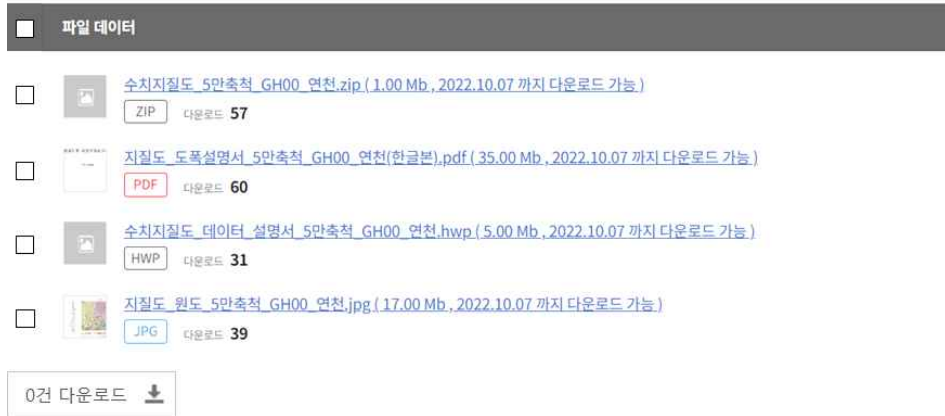 파일 데이터
수치지질도_5만축척_GH00_연천.zip ( 1.00 Mb , 2022.10.07 까지 다운로드 가능 )
ZIP 다운로드 57
지질도_도폭설명서_5만축척_GH00_연천(한글본).pdf ( 35.00 Mb , 2022.10.07 까지 다운로드 가능 )
PDF 다운로드 60
수치지질도_데이터_설명서_5만축척_GH00_연천.hwp ( 5.00 Mb , 2022.10.07 까지 다운로드 가능 )
HWP 다운로드 31
지질도_원도_5만축척_GH00_연천.jpg ( 17.00 Mb , 2022.10.07 까지 다운로드 가능 )
JPG 다운로드 39
0건 다운로드